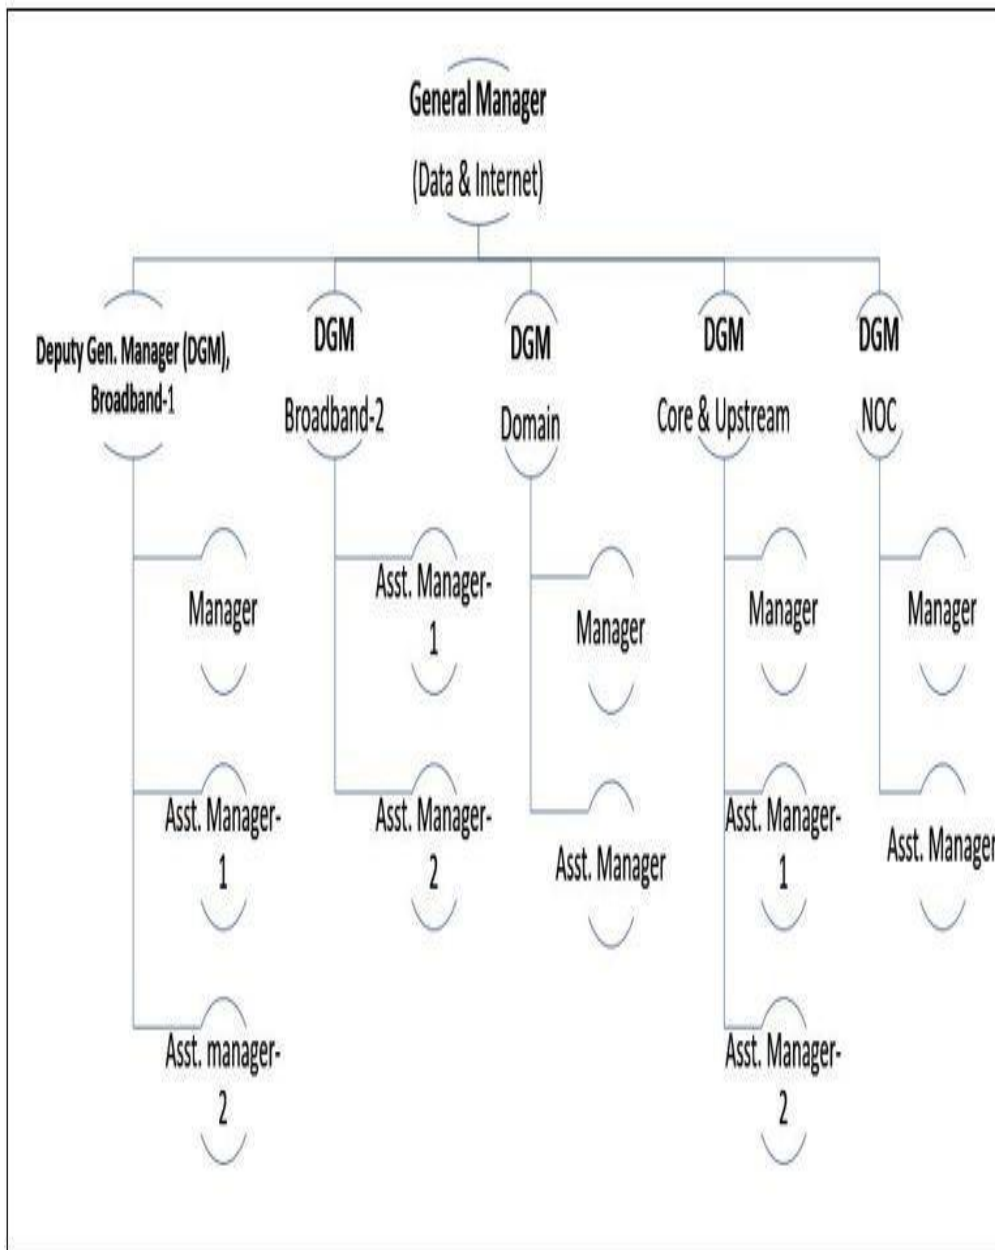 General Manager
(Data & Internet)
Deputy Gen. Manager (DGM),
Broadband-1
DGM
Broadband-2
DGM
Domain
DGM
Core & Upstream
DGM
NOC
Manager
Asst. Manager-
1
Asst. manager-
2
Asst. Manager-
1
Asst. Manager-
2
Manager
Asst. Manager
Manager
Asst. Manager-
1
Asst. Manager-
2
Manager
Asst. Manager